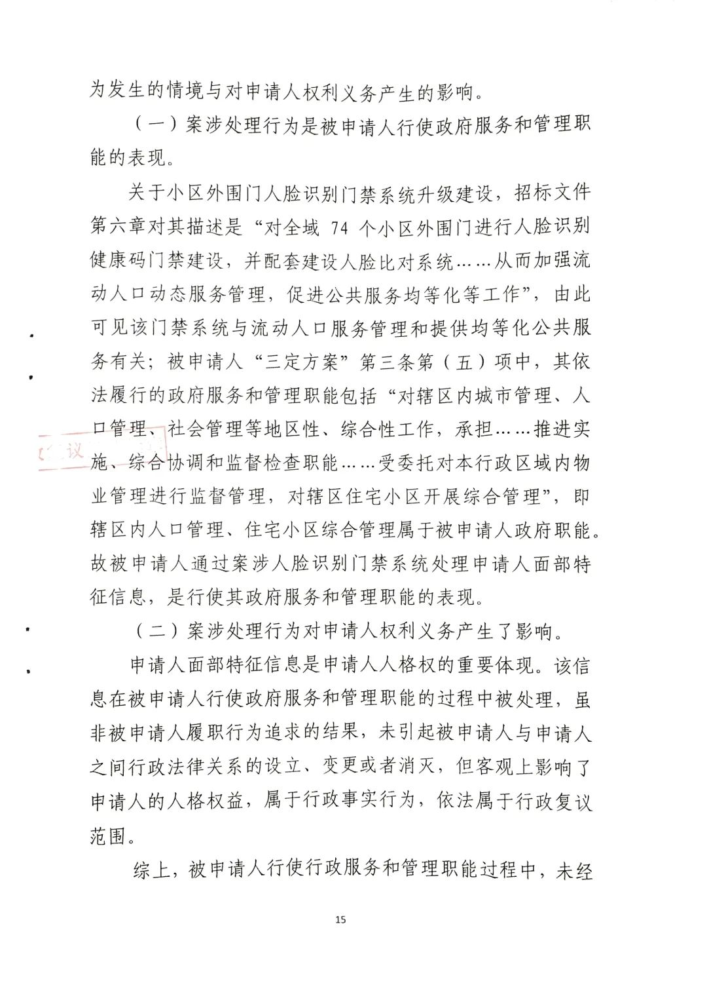 为发生的情境与对申请人权利义务产生的影响。
（一）案涉处理行为是被申请人行使政府服务和管理职
能的表现。
关于小区外围门人脸识别门禁系统升级建设，招标文件
第六章对其描述是“对全域 74 个小区外围门进行人脸识别
健康码门禁建设，并配套建设人脸比对系统……从而加强流
动人口动态服务管理，促进公共服务均等化等工作”，由此
可见该门禁系统与流动人口服务管理和提供均等化公共服
务有关；被申请人“三定方案”第三条第（五）项中，其依
法履行的政府服务和管理职能包括“对辖区内城市管理、人
口管理、社会管理等地区性、综合性工作，承担……推进实
议
施、综合协调和监督检查职能……受委托对本行政区域内物
业管理进行监督管理，对辖区住宅小区开展综合管理”，即
辖区内人口管理、住宅小区综合管理属于被申请人政府职能。
故被申请人通过案涉人脸识别门禁系统处理申请人面部特
征信息，是行使其政府服务和管理职能的表现。
（二）案涉处理行为对申请人权利义务产生了影响。
申请人面部特征信息是申请人人格权的重要体现。该信
息在被申请人行使政府服务和管理职能的过程中被处理，虽
非被申请人履职行为追求的结果，未引起被申请人与申请人
之间行政法律关系的设立、变更或者消灭，但客观上影响了
申请人的人格权益，属于行政事实行为，依法属于行政复议
范围。
综上，被申请人行使行政服务和管理职能过程中，未经
15